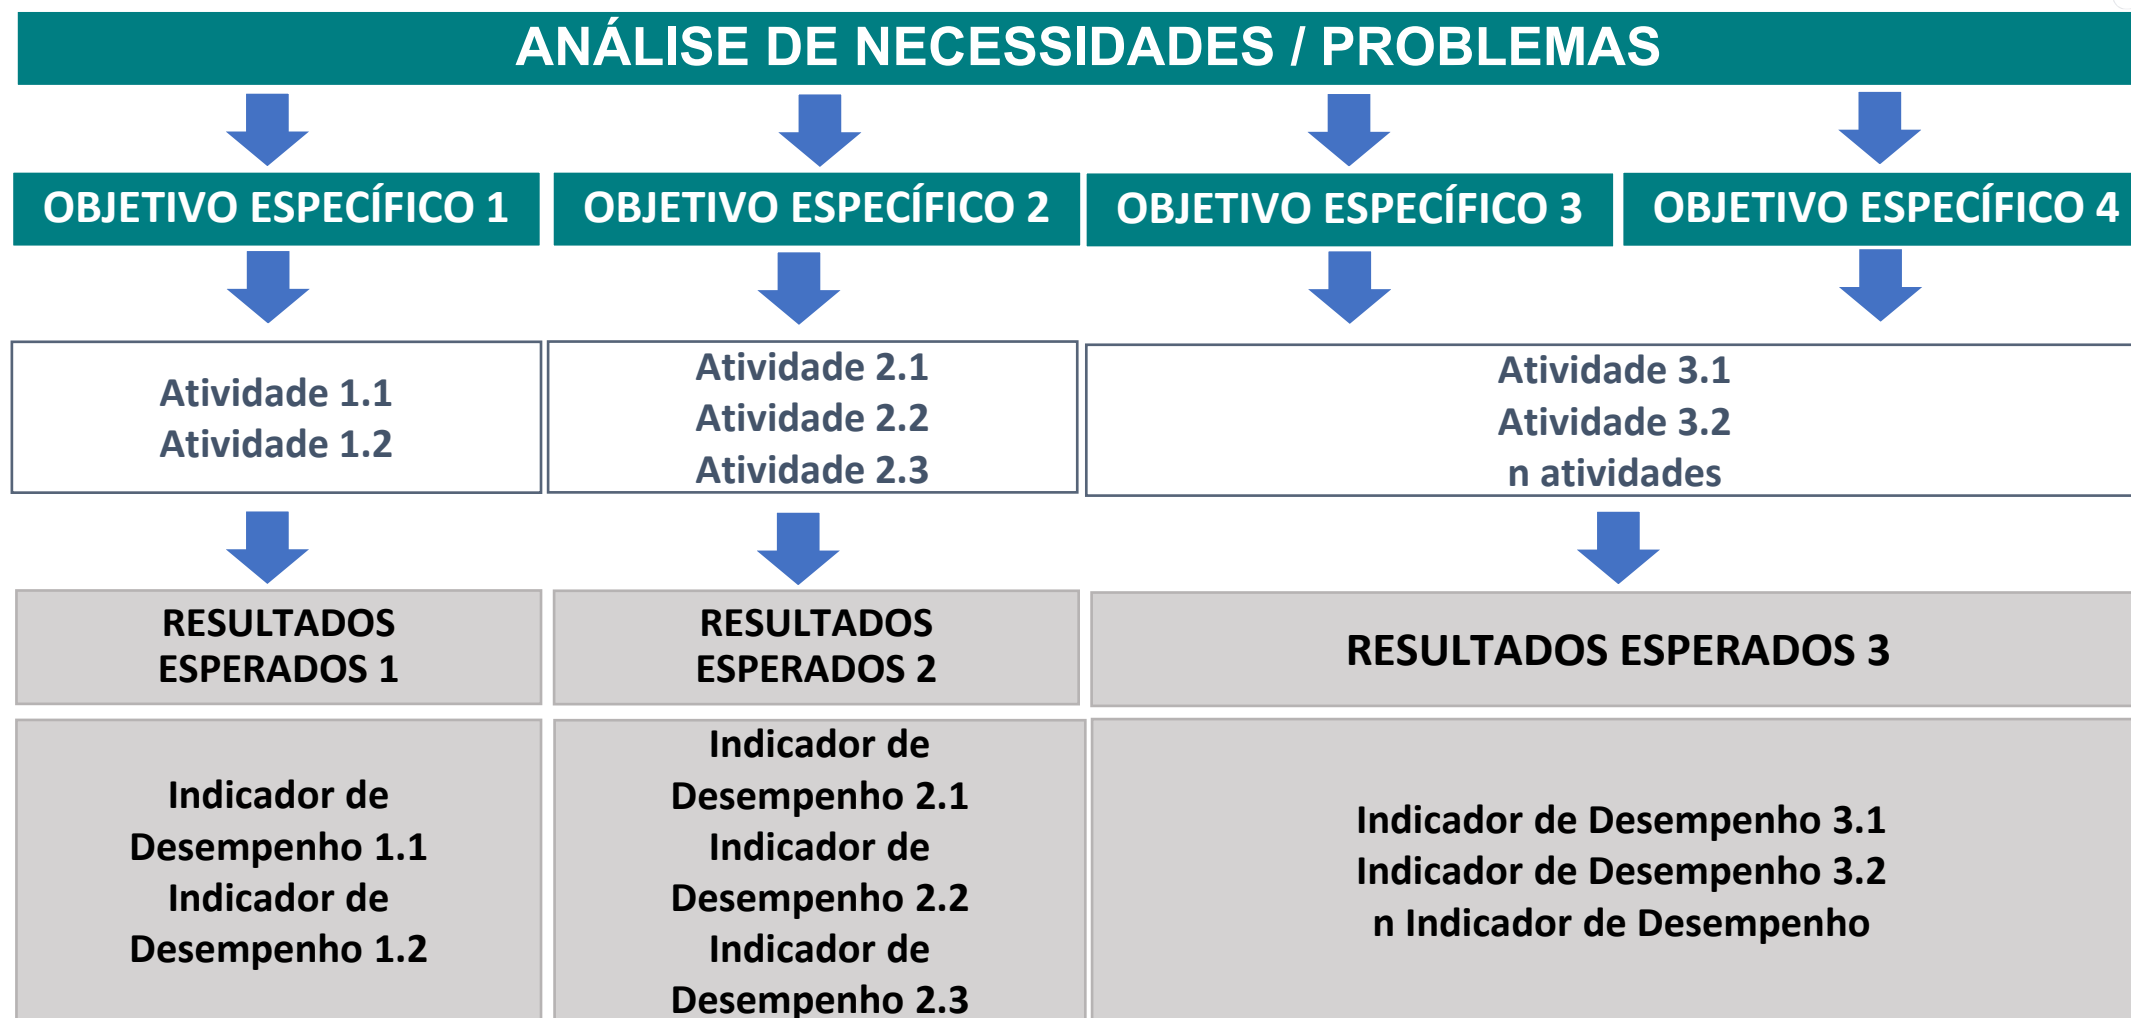 ANÁLISE DE NECESSIDADES / PROBLEMAS
OBJETIVO ESPECÍFICO 1
OBJETIVO ESPECÍFICO 2
OBJETIVO ESPECÍFICO 3
OBJETIVO ESPECÍFICO 4
Atividade 1.1
Atividade 1.2
Atividade 2.1
Atividade 2.2
Atividade 2.3
Atividade 3.1
Atividade 3.2
n atividades
RESULTADOS
ESPERADOS 1
RESULTADOS
ESPERADOS 2
RESULTADOS ESPERADOS 3
Indicador de
Desempenho 1.1
Indicador de
Desempenho 1.2
Indicador de
Desempenho 2.1
Indicador de
Desempenho 2.2
Indicador de
Desempenho 2.3
Indicador de Desempenho 3.1
Indicador de Desempenho 3.2
n Indicador de Desempenho